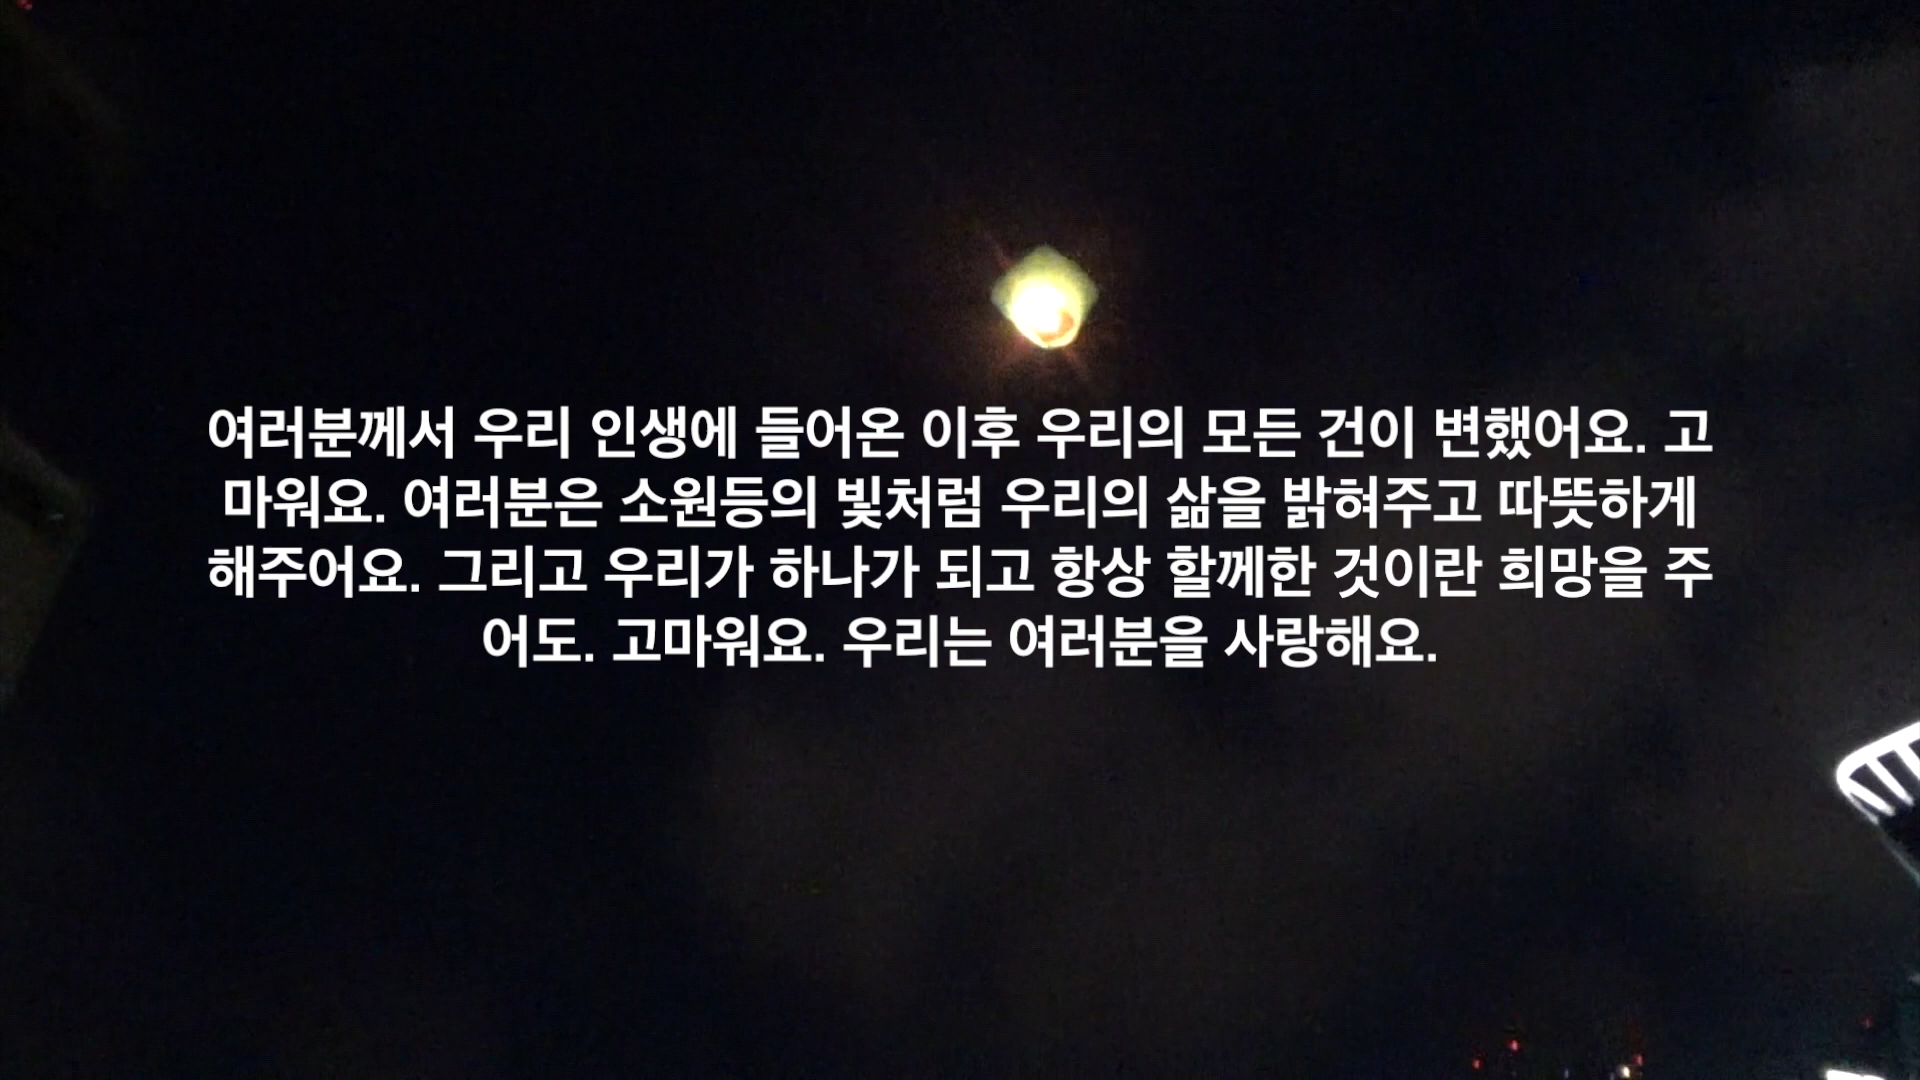 여러분께서 우리 인생에 들어온 이후 우리의 모든 건이 변했어요. 고
마워요. 여러분은 소원등의 빛처럼 우리의 삶을 밝혀주고 따뜻하게
해주어요. 그리고 우리가 하나가 되고 항상 할께한 것이란 희망을 주
어도. 고마워요. 우리는 여러분을 사랑해요.